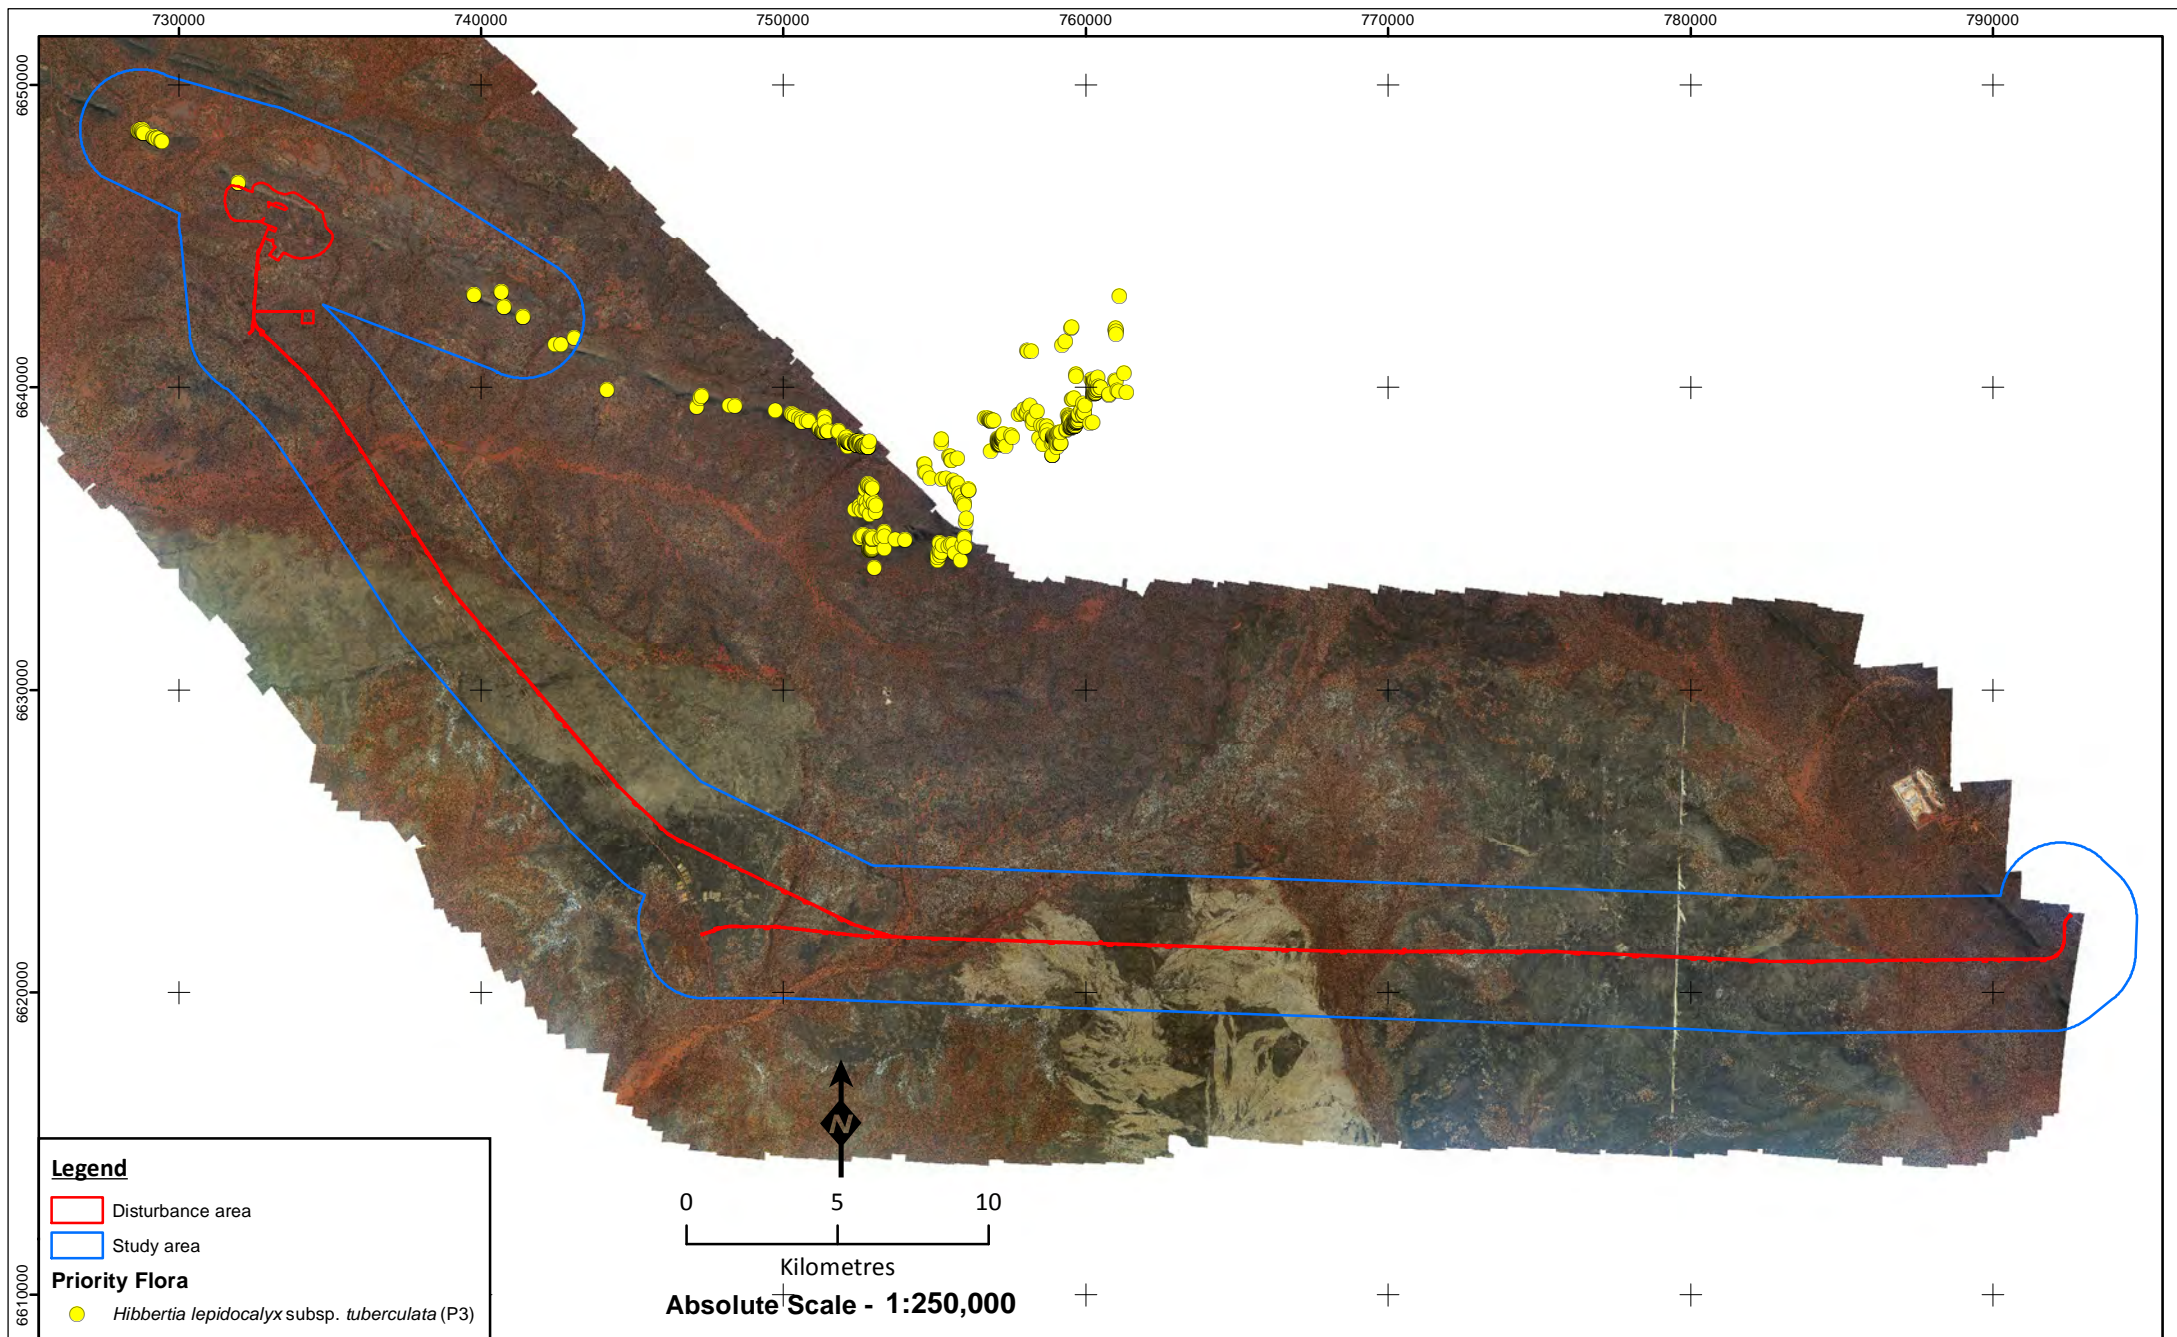 730000 740000 750000 760000 770000 780000 790000
6650000
6640000
6630000
6620000
6610000
N
0 5 10
Kilometres
Absolute Scale - 1:250,000
Legend
Disturbance area
Study area
Priority Flora
Hibbertia lepidocalyx subsp. tuberculata (P3)